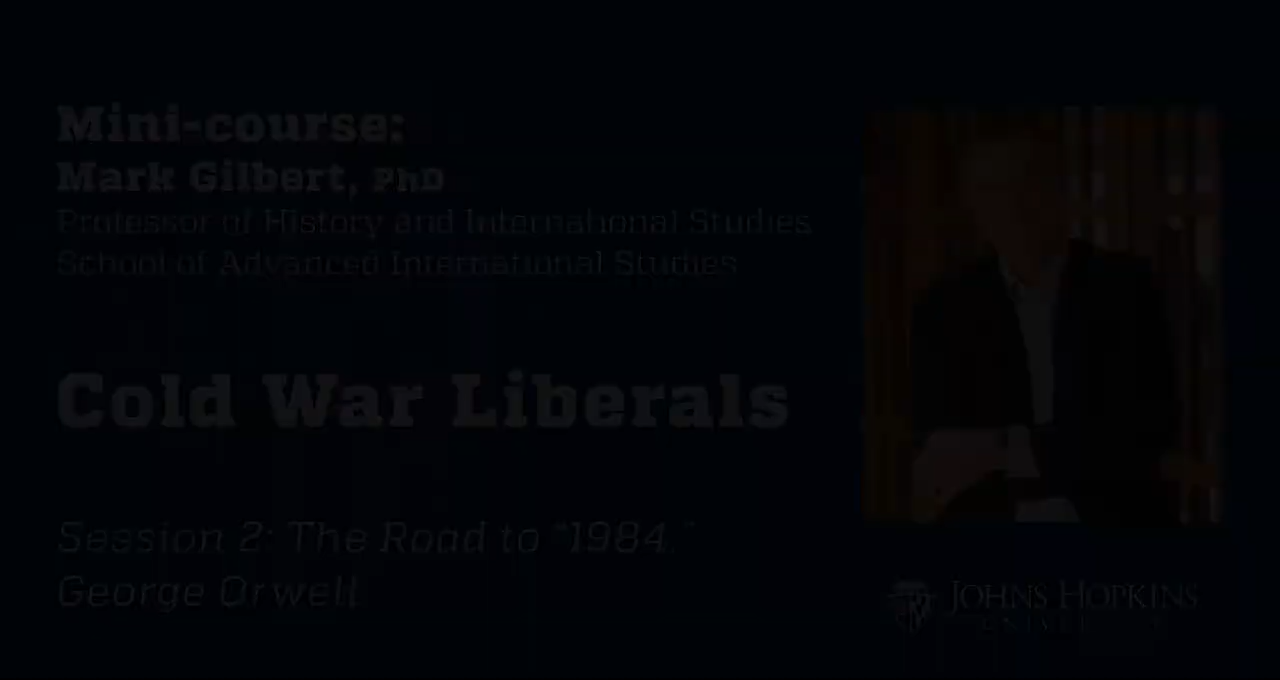 Mini-course:
Mark Gilbert, PhD
Professor of History and International Studies
School of Advanced International Studies
Cold War Liberals
Session 2: The Road to "1984."
George Orwell
JOHNS HOPKINS
UNIVERSITY